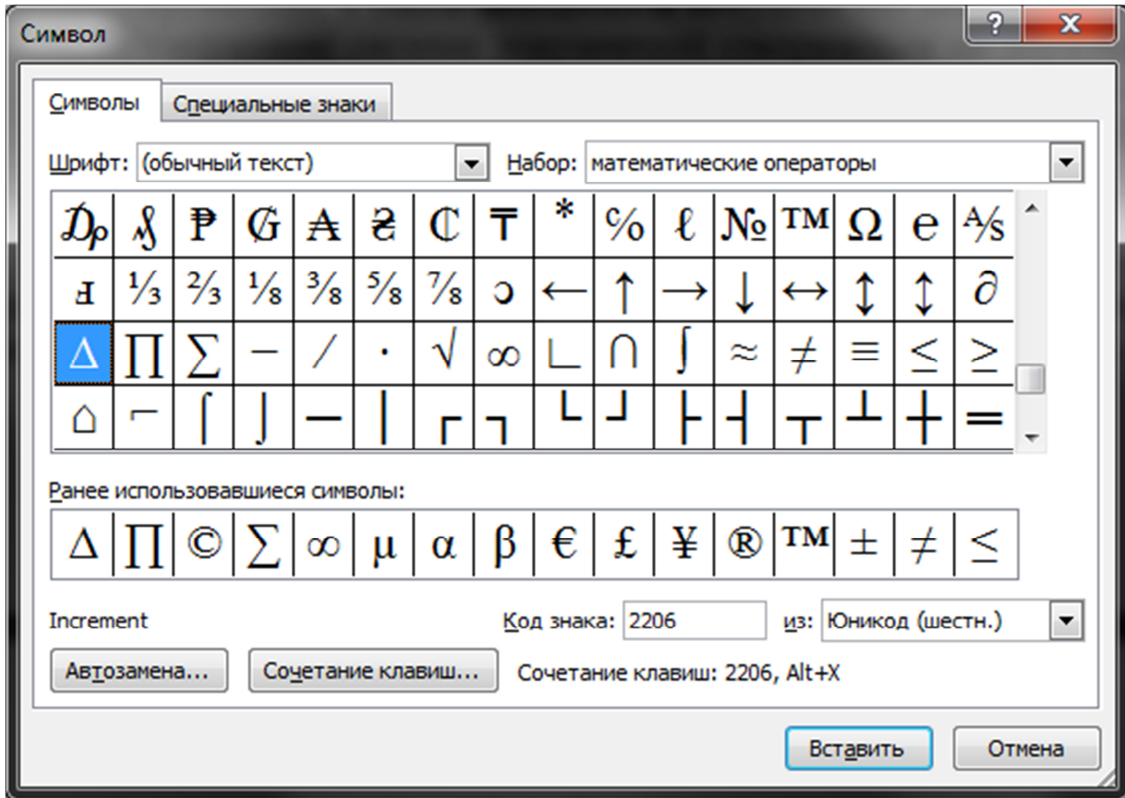 Символ
Символы Специальные знаки
Шрифт: (обычный текст) Набор: математические операторы
₯ ₰ ₱ ₲ ₳ ₴ ₵ ₸ * ℅ ℓ № ™ Ω ℮ ⅍
ⅎ ⅓ ⅔ ⅛ ⅜ ⅝ ⅞ ↄ ← ↑ → ↓ ↔ ↕ ↨ ∂
∆ ∏ ∑ − ∕ ∙ √ ∞ ∟ ∩ ∫ ≈ ≠ ≡ ≤ ≥
⌂ ⌐ ⌠ ⌡ ─ │ ┌ ┐ └ ┘ ├ ┤ ┬ ┴ ┼ ═
Ранее использовавшиеся символы:
∆ ∏ © ∑ ∞ µ α β € £ ¥ ® ™ ± ≠ ≤
Increment Код знака: 2206 из: Юникод (шестн.)
Автозамена... Сочетание клавиш... Сочетание клавиш: 2206, Alt+X
Вставить Отмена